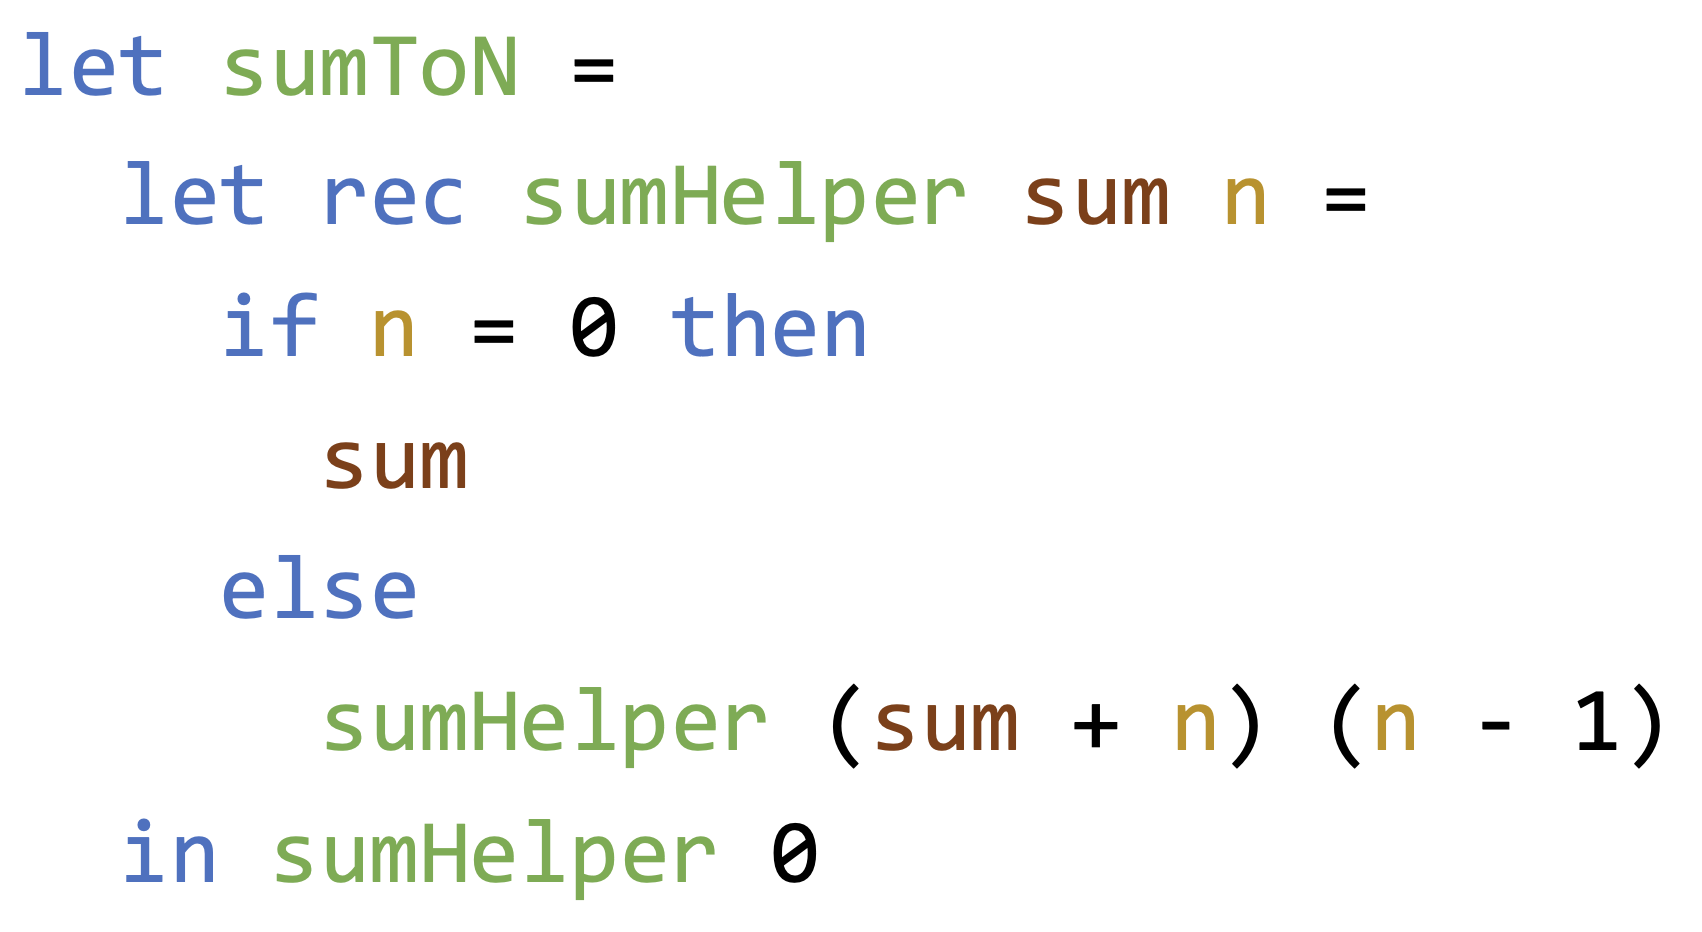 let sumToN =
  let rec sumHelper sum n =
    if n = 0 then
      sum
    else
      sumHelper (sum + n) (n - 1)
  in sumHelper 0